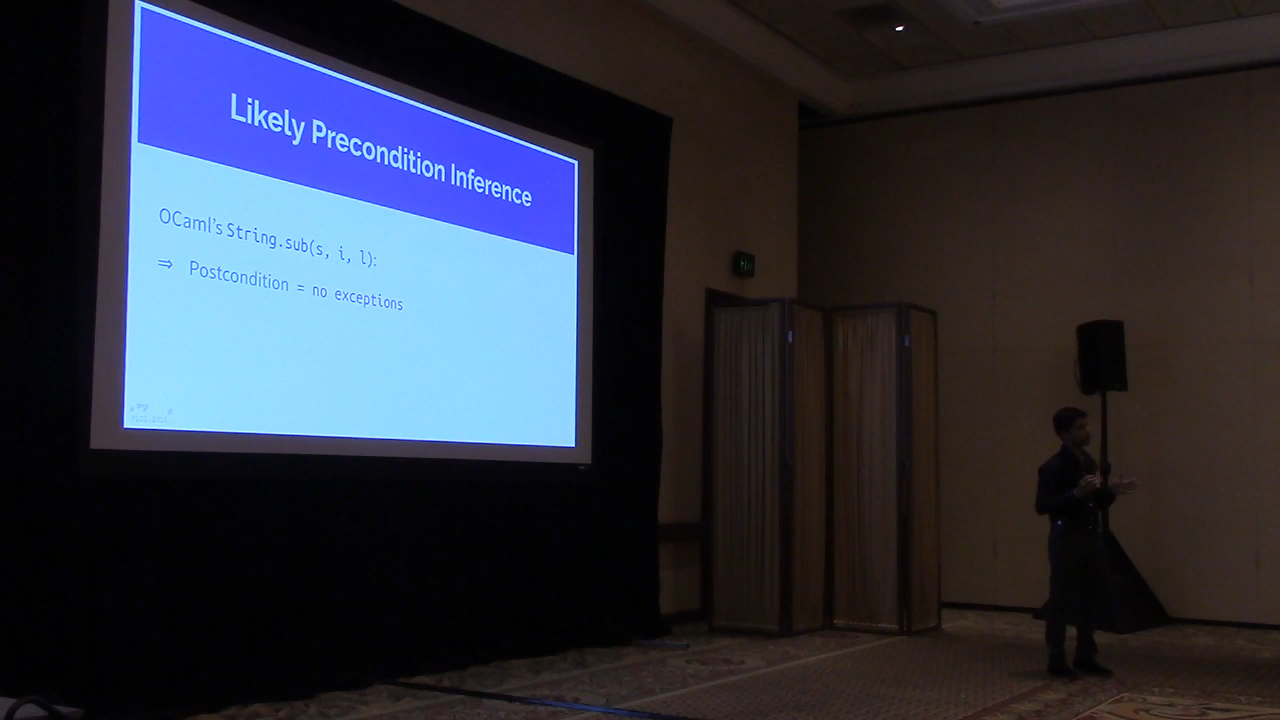 Likely Precondition Inference
OCaml's String.sub(s, i, l):
⇒ Postcondition = no exceptions